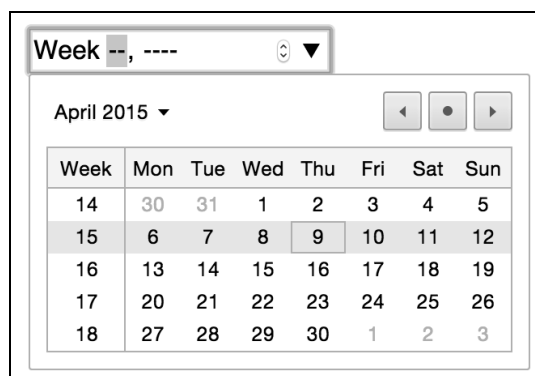 Week --, ----
April 2015
Week Mon Tue Wed Thu Fri Sat Sun
14 30 31 1 2 3 4 5
15 6 7 8 9 10 11 12
16 13 14 15 16 17 18 19
17 20 21 22 23 24 25 26
18 27 28 29 30 1 2 3